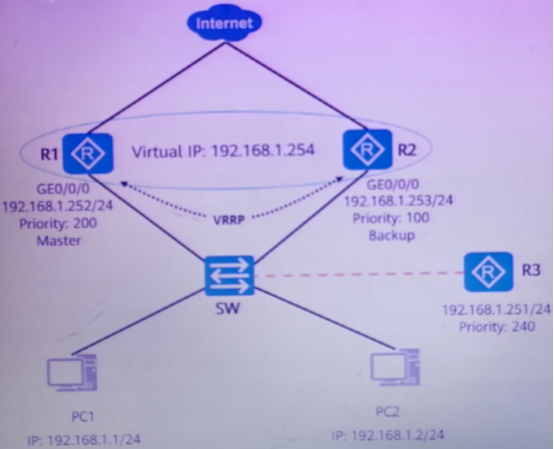 Internet
R1
Virtual IP: 192.168.1.254
R2
GE0/0/0
192.168.1.252/24
Priority: 200
Master
GE0/0/0
192.168.1.253/24
Priority: 100
Backup
VRRP
SW
R3
192.168.1.251/24
Priority: 240
PC1
IP: 192.168.1.1/24
PC2
IP: 192.168.1.2/24